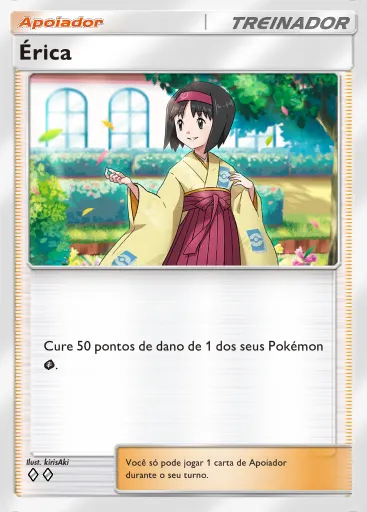 Apoiador
TREINADOR
Érica
Cure 50 pontos de dano de 1 dos seus Pokémon
.
Ilust. kirisAki
Você só pode jogar 1 carta de Apoiador
durante o seu turno.